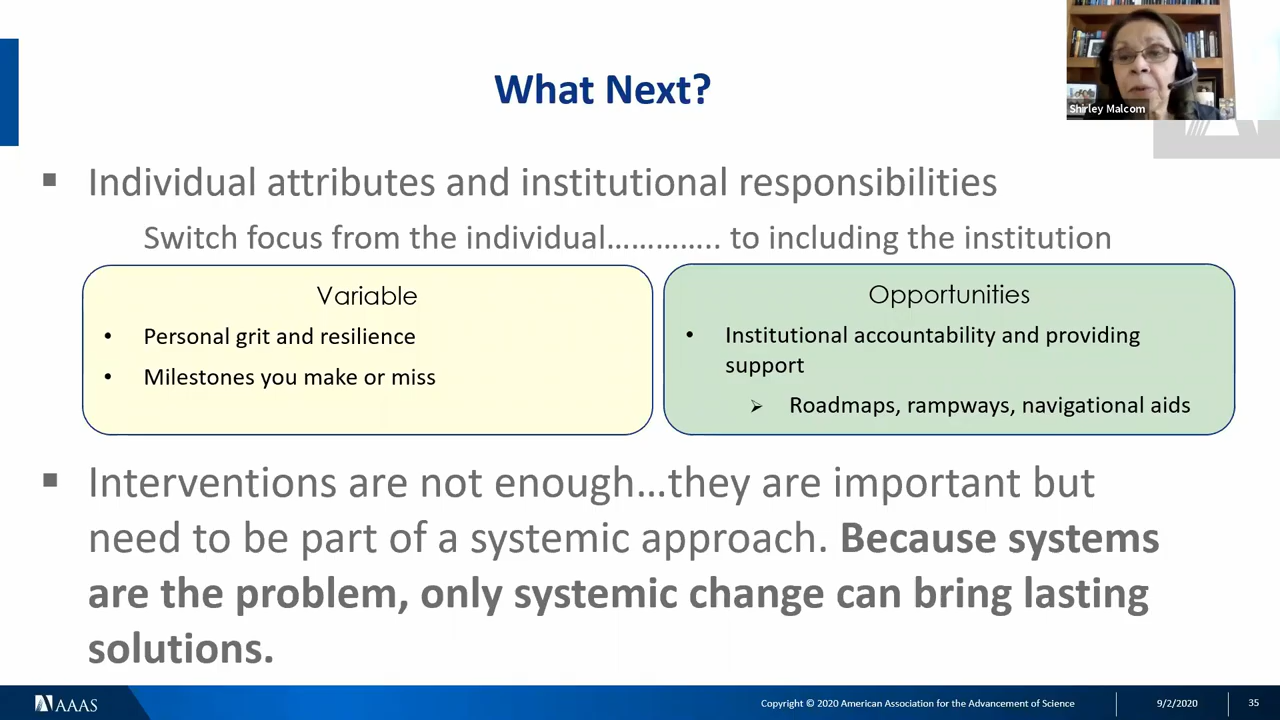 What Next?
Shirley Malcom
▪ Individual attributes and institutional responsibilities
Switch focus from the individual………….. to including the institution
Variable
• Personal grit and resilience
• Milestones you make or miss
Opportunities
• Institutional accountability and providing
support
➢ Roadmaps, rampways, navigational aids
▪ Interventions are not enough…they are important but
need to be part of a systemic approach. Because systems
are the problem, only systemic change can bring lasting
solutions.
AAAS
Copyright © 2020 American Association for the Advancement of Science
9/2/2020
35